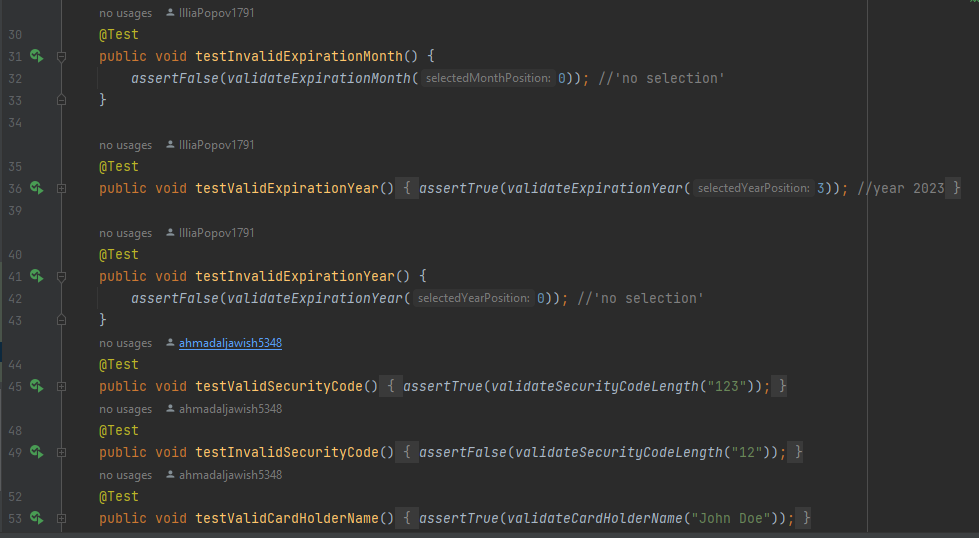 no usages IlliaPopov1791
30 @Test
31 public void testInvalidExpirationMonth() {
32 assertFalse(validateExpirationMonth( selectedMonthPosition: 0)); //'no selection'
33 }
34
no usages IlliaPopov1791
35 @Test
36 public void testValidExpirationYear() { assertTrue(validateExpirationYear( selectedYearPosition: 3)); //year 2023 }
39
no usages IlliaPopov1791
40 @Test
41 public void testInvalidExpirationYear() {
42 assertFalse(validateExpirationYear( selectedYearPosition: 0)); //'no selection'
43 }
no usages ahmadaljawish5348
44 @Test
45 public void testValidSecurityCode() { assertTrue(validateSecurityCodeLength("123")); }
no usages ahmadaljawish5348
48 @Test
49 public void testInvalidSecurityCode() { assertFalse(validateSecurityCodeLength("12")); }
no usages ahmadaljawish5348
52 @Test
53 public void testValidCardHolderName() { assertTrue(validateCardHolderName("John Doe")); }